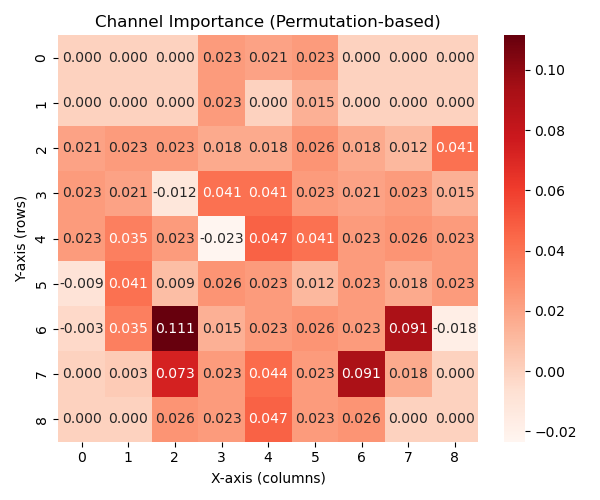 Channel Importance (Permutation-based)
0 0.000 0.000 0.000 0.023 0.021 0.023 0.000 0.000 0.000
1 0.000 0.000 0.000 0.023 0.000 0.015 0.000 0.000 0.000
2 0.021 0.023 0.023 0.018 0.018 0.026 0.018 0.012 0.041
3 0.023 0.021 -0.012 0.041 0.041 0.023 0.021 0.023 0.015
4 0.023 0.035 0.023 -0.023 0.047 0.041 0.023 0.026 0.023
5 -0.009 0.041 0.009 0.026 0.023 0.012 0.023 0.018 0.023
6 -0.003 0.035 0.111 0.015 0.023 0.026 0.023 0.091 -0.018
7 0.000 0.003 0.073 0.023 0.044 0.023 0.091 0.018 0.000
8 0.000 0.000 0.026 0.023 0.047 0.023 0.026 0.000 0.000
0 1 2 3 4 5 6 7 8
X-axis (columns)
Y-axis (rows)
0.10
0.08
0.06
0.04
0.02
0.00
−0.02